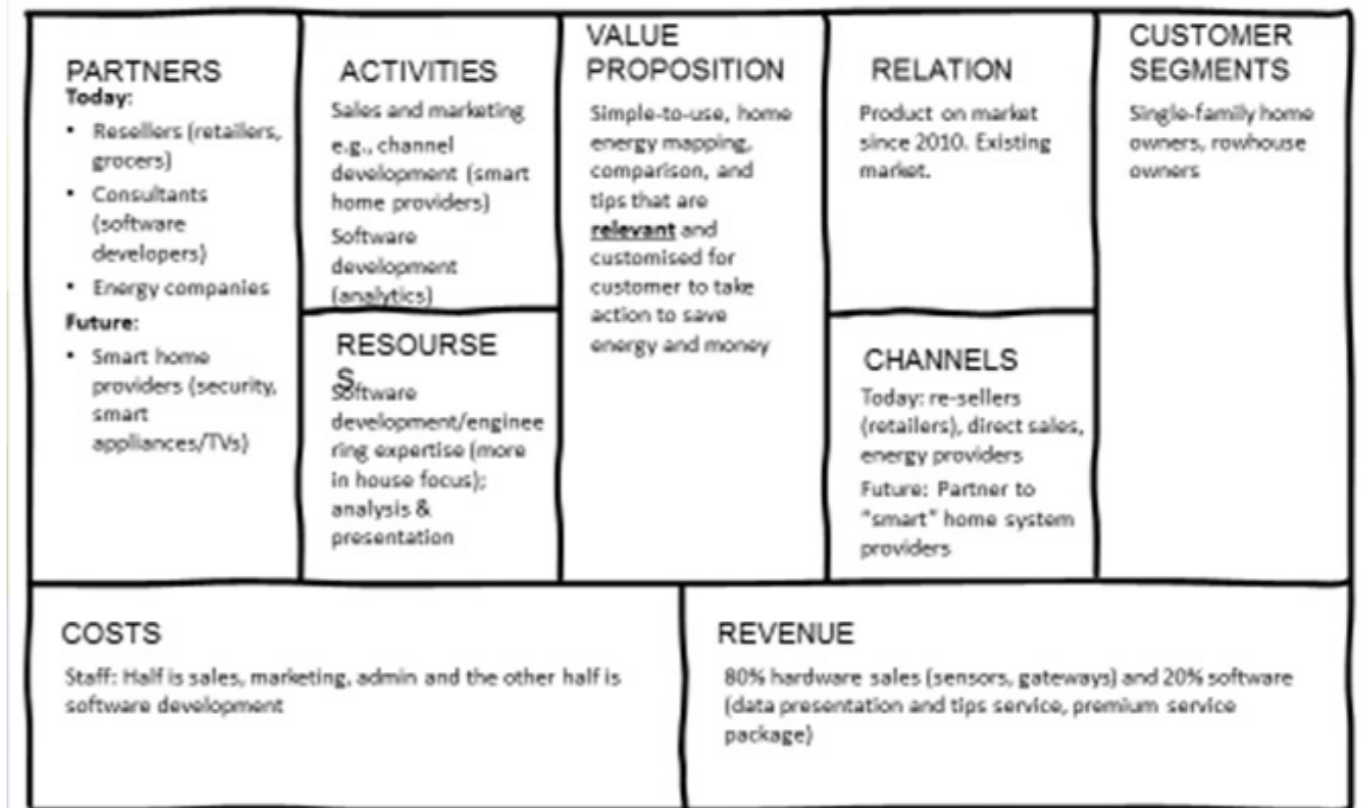 PARTNERS
Today:
• Resellers (retailers,
grocers)
• Consultants
(software
developers)
• Energy companies
Future:
• Smart home
providers (security,
smart
appliances/TVs)
ACTIVITIES
Sales and marketing
e.g., channel
development (smart
home providers)
Software
development
(analytics)
RESOURSE
S
Software
development/enginee
ring expertise (more
in house focus);
analysis &
presentation
VALUE
PROPOSITION
Simple-to-use, home
energy mapping,
comparison, and
tips that are
relevant and
customised for
customer to take
action to save
energy and money
RELATION
Product on market
since 2010. Existing
market.
CHANNELS
Today: re-sellers
(retailers), direct sales,
energy providers
Future: Partner to
"smart" home system
providers
CUSTOMER
SEGMENTS
Single-family home
owners, rowhouse
owners
COSTS
Staff: Half is sales, marketing, admin and the other half is
software development
REVENUE
80% hardware sales (sensors, gateways) and 20% software
(data presentation and tips service, premium service
package)